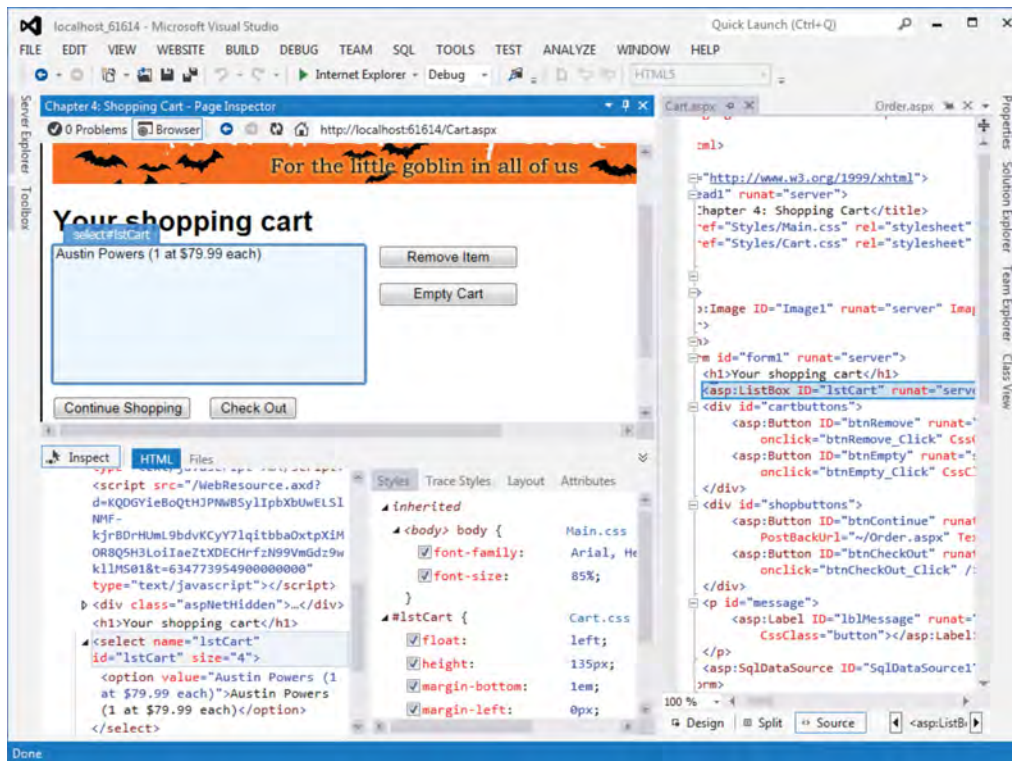 localhost_61614 - Microsoft Visual Studio
Quick Launch (Ctrl+Q)
FILE EDIT VIEW WEBSITE BUILD DEBUG TEAM SQL TOOLS TEST ANALYZE WINDOW HELP
Internet Explorer Debug HTML5
Server Explorer
Toolbox
Chapter 4: Shopping Cart - Page Inspector
0 Problems Browser http://localhost:61614/Cart.aspx
For the little goblin in all of us
Your shopping cart
select#lstCart
Austin Powers (1 at $79.99 each)
Remove Item
Empty Cart
Continue Shopping Check Out
Inspect HTML Files
<script src="/WebResource.axd?
d=KQDGYieBoQtHJPNWB5ylIpbXbUwELSl
NMF-
kjrBDrHUmL9bdvKCyY7lqitbbaOxtpXiM
OR8Q5H3LoiIaeZtXDECHrfzN99VmGdz9w
kllMS01&t=634773954900000000"
type="text/javascript"></script>
<div class="aspNetHidden">…</div>
<h1>Your shopping cart</h1>
<select name="lstCart"
id="lstCart" size="4">
<option value="Austin Powers (1
at $79.99 each)">Austin Powers
(1 at $79.99 each)</option>
</select>
Styles Trace Styles Layout Attributes
inherited
<body> body { Main.css
font-family: Arial, He
font-size: 85%;
}
#lstCart { Cart.css
float: left;
height: 135px;
margin-bottom: 1em;
margin-left: 0px;
Cart.aspx Order.aspx
tml>
="http://www.w3.org/1999/xhtml">
ead1" runat="server">
Chapter 4: Shopping Cart</title>
ref="Styles/Main.css" rel="stylesheet"
ref="Styles/Cart.css" rel="stylesheet"
>
p:Image ID="Image1" runat="server" Imag
r>
n>
rm id="form1" runat="server">
<h1>Your shopping cart</h1>
<asp:ListBox ID="lstCart" runat="serve
<div id="cartbuttons">
<asp:Button ID="btnRemove" runat="
onclick="btnRemove_Click" CssC
<asp:Button ID="btnEmpty" runat="s
onclick="btnEmpty_Click" CssCl
</div>
<div id="shopbuttons">
<asp:Button ID="btnContinue" runat
PostBackUrl="~/Order.aspx" Tex
<asp:Button ID="btnCheckOut" runat
onclick="btnCheckOut_Click" />
</div>
<p id="message">
<asp:Label ID="lblMessage" runat="
CssClass="button"></asp:Label>
</p>
<asp:SqlDataSource ID="SqlDataSource1"
orm>
100 %
Design Split Source <asp:ListB
Properties
Solution Explorer
Team Explorer
Class View
Done